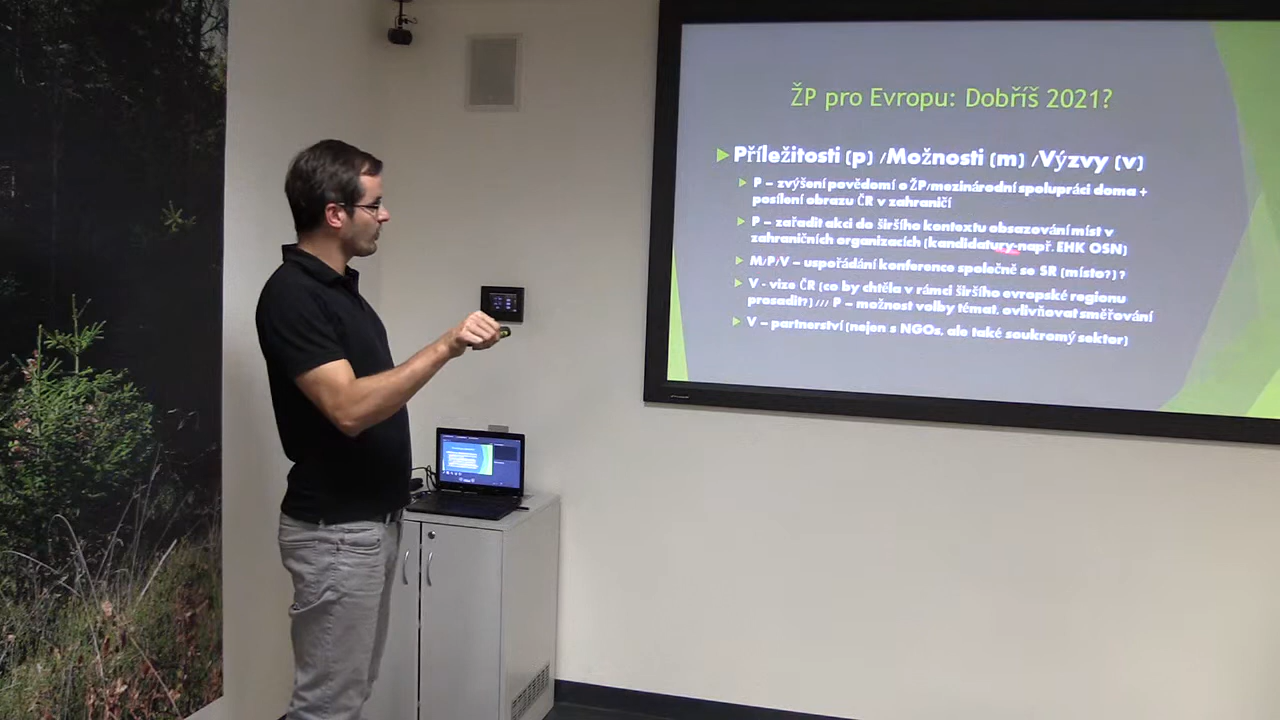 ŽP pro Evropu: Dobříš 2021?
Příležitosti (p) /Možnosti (m) /Výzvy (v)
P – zvýšení povědomí o ŽP/mezinárodní spolupráci doma +
posílení obrazu ČR v zahraničí
P – zařadit akci do širšího kontextu obsazování míst v
zahraničních organizacích (kandidatury-např. EHK OSN)
M/P/V – uspořádání konference společně se SR (místo?) ?
V - vize ČR (co by chtěla v rámci širšího evropské regionu
prosadit?) /// P – možnost volby témat, ovlivňovat směřování
V – partnerství (nejen s NGOs, ale také soukromý sektor)